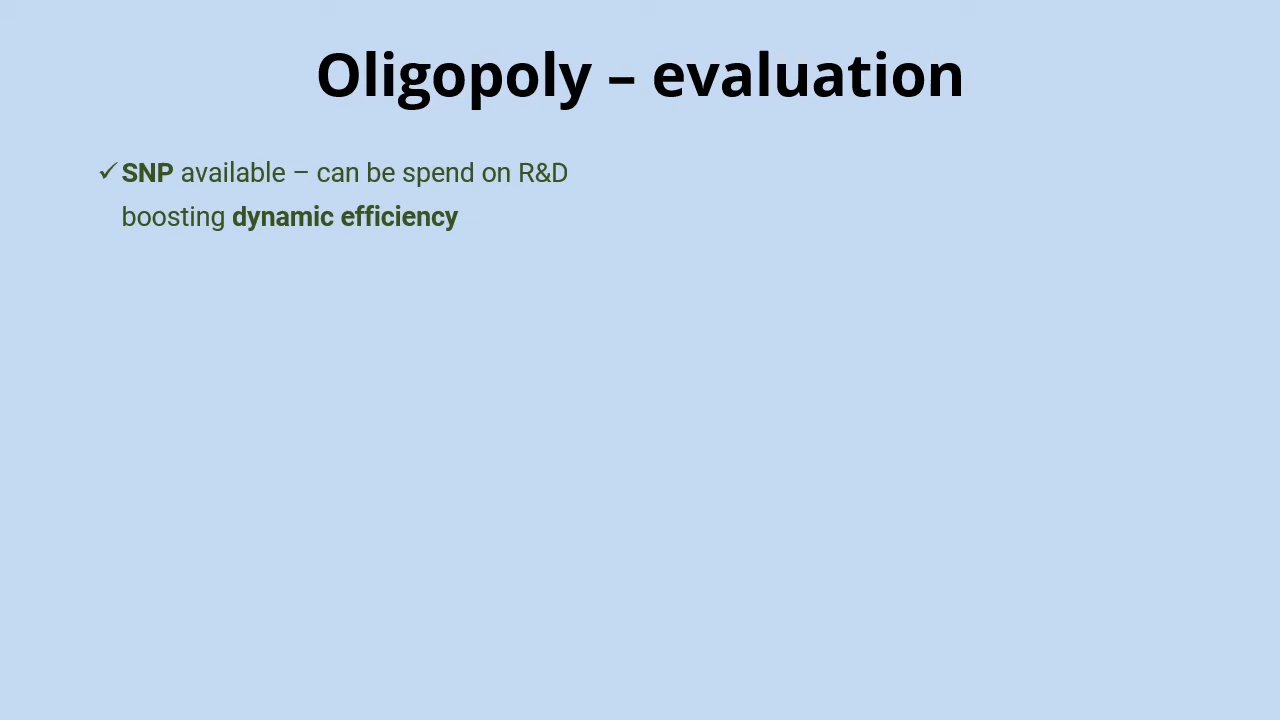 Oligopoly – evaluation
✓ SNP available – can be spend on R&D
boosting dynamic efficiency